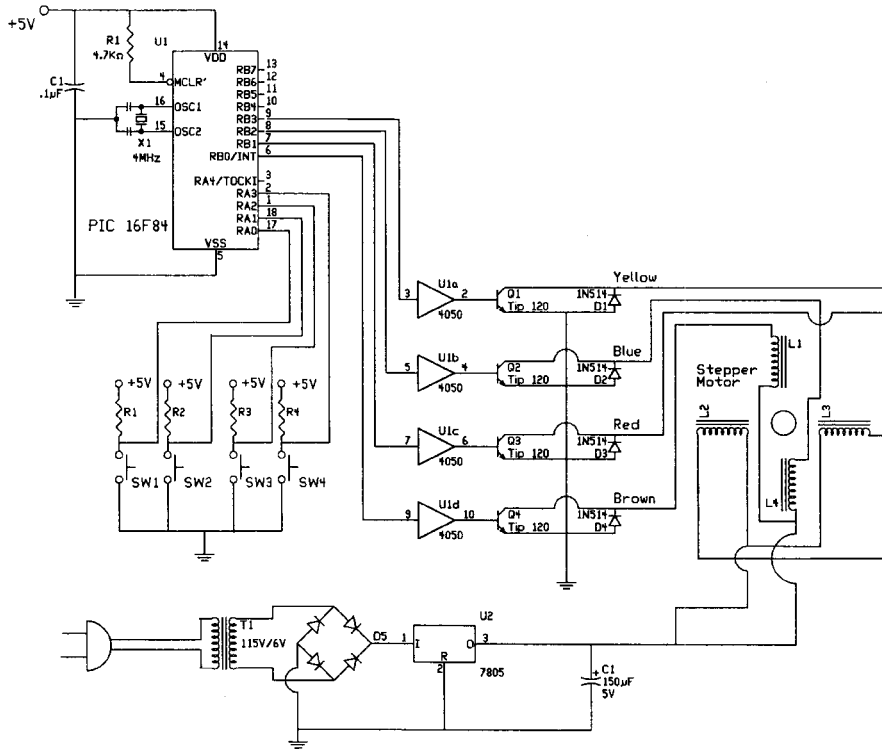 +5V
R1
4.7KΩ
U1
14
VDD
C1
.1µF
4
MCLR'
16
OSC1
15
OSC2
X1
4MHz
RB7
13
RB6
12
RB5
11
RB4
10
RB3
9
RB2
8
RB1
7
RB0/INT
6
RA4/TOCKI
3
RA3
2
RA2
1
RA1
18
RA0
17
PIC 16F84
VSS
5
3
U1a
2
4050
Q1
Tip 120
1N514
D1
Yellow
5
U1b
4
4050
Q2
Tip 120
1N514
D2
Blue
7
U1c
6
4050
Q3
Tip 120
1N514
D3
Red
9
U1d
10
4050
Q4
Tip 120
1N514
D4
Brown
Stepper
Motor
L1
L2
L3
L4
+5V
+5V
+5V
+5V
R1
R2
R3
R4
SW1
SW2
SW3
SW4
T1
115V/6V
D5
U2
1
I
O
3
R
2
7805
+
C1
150µF
5V